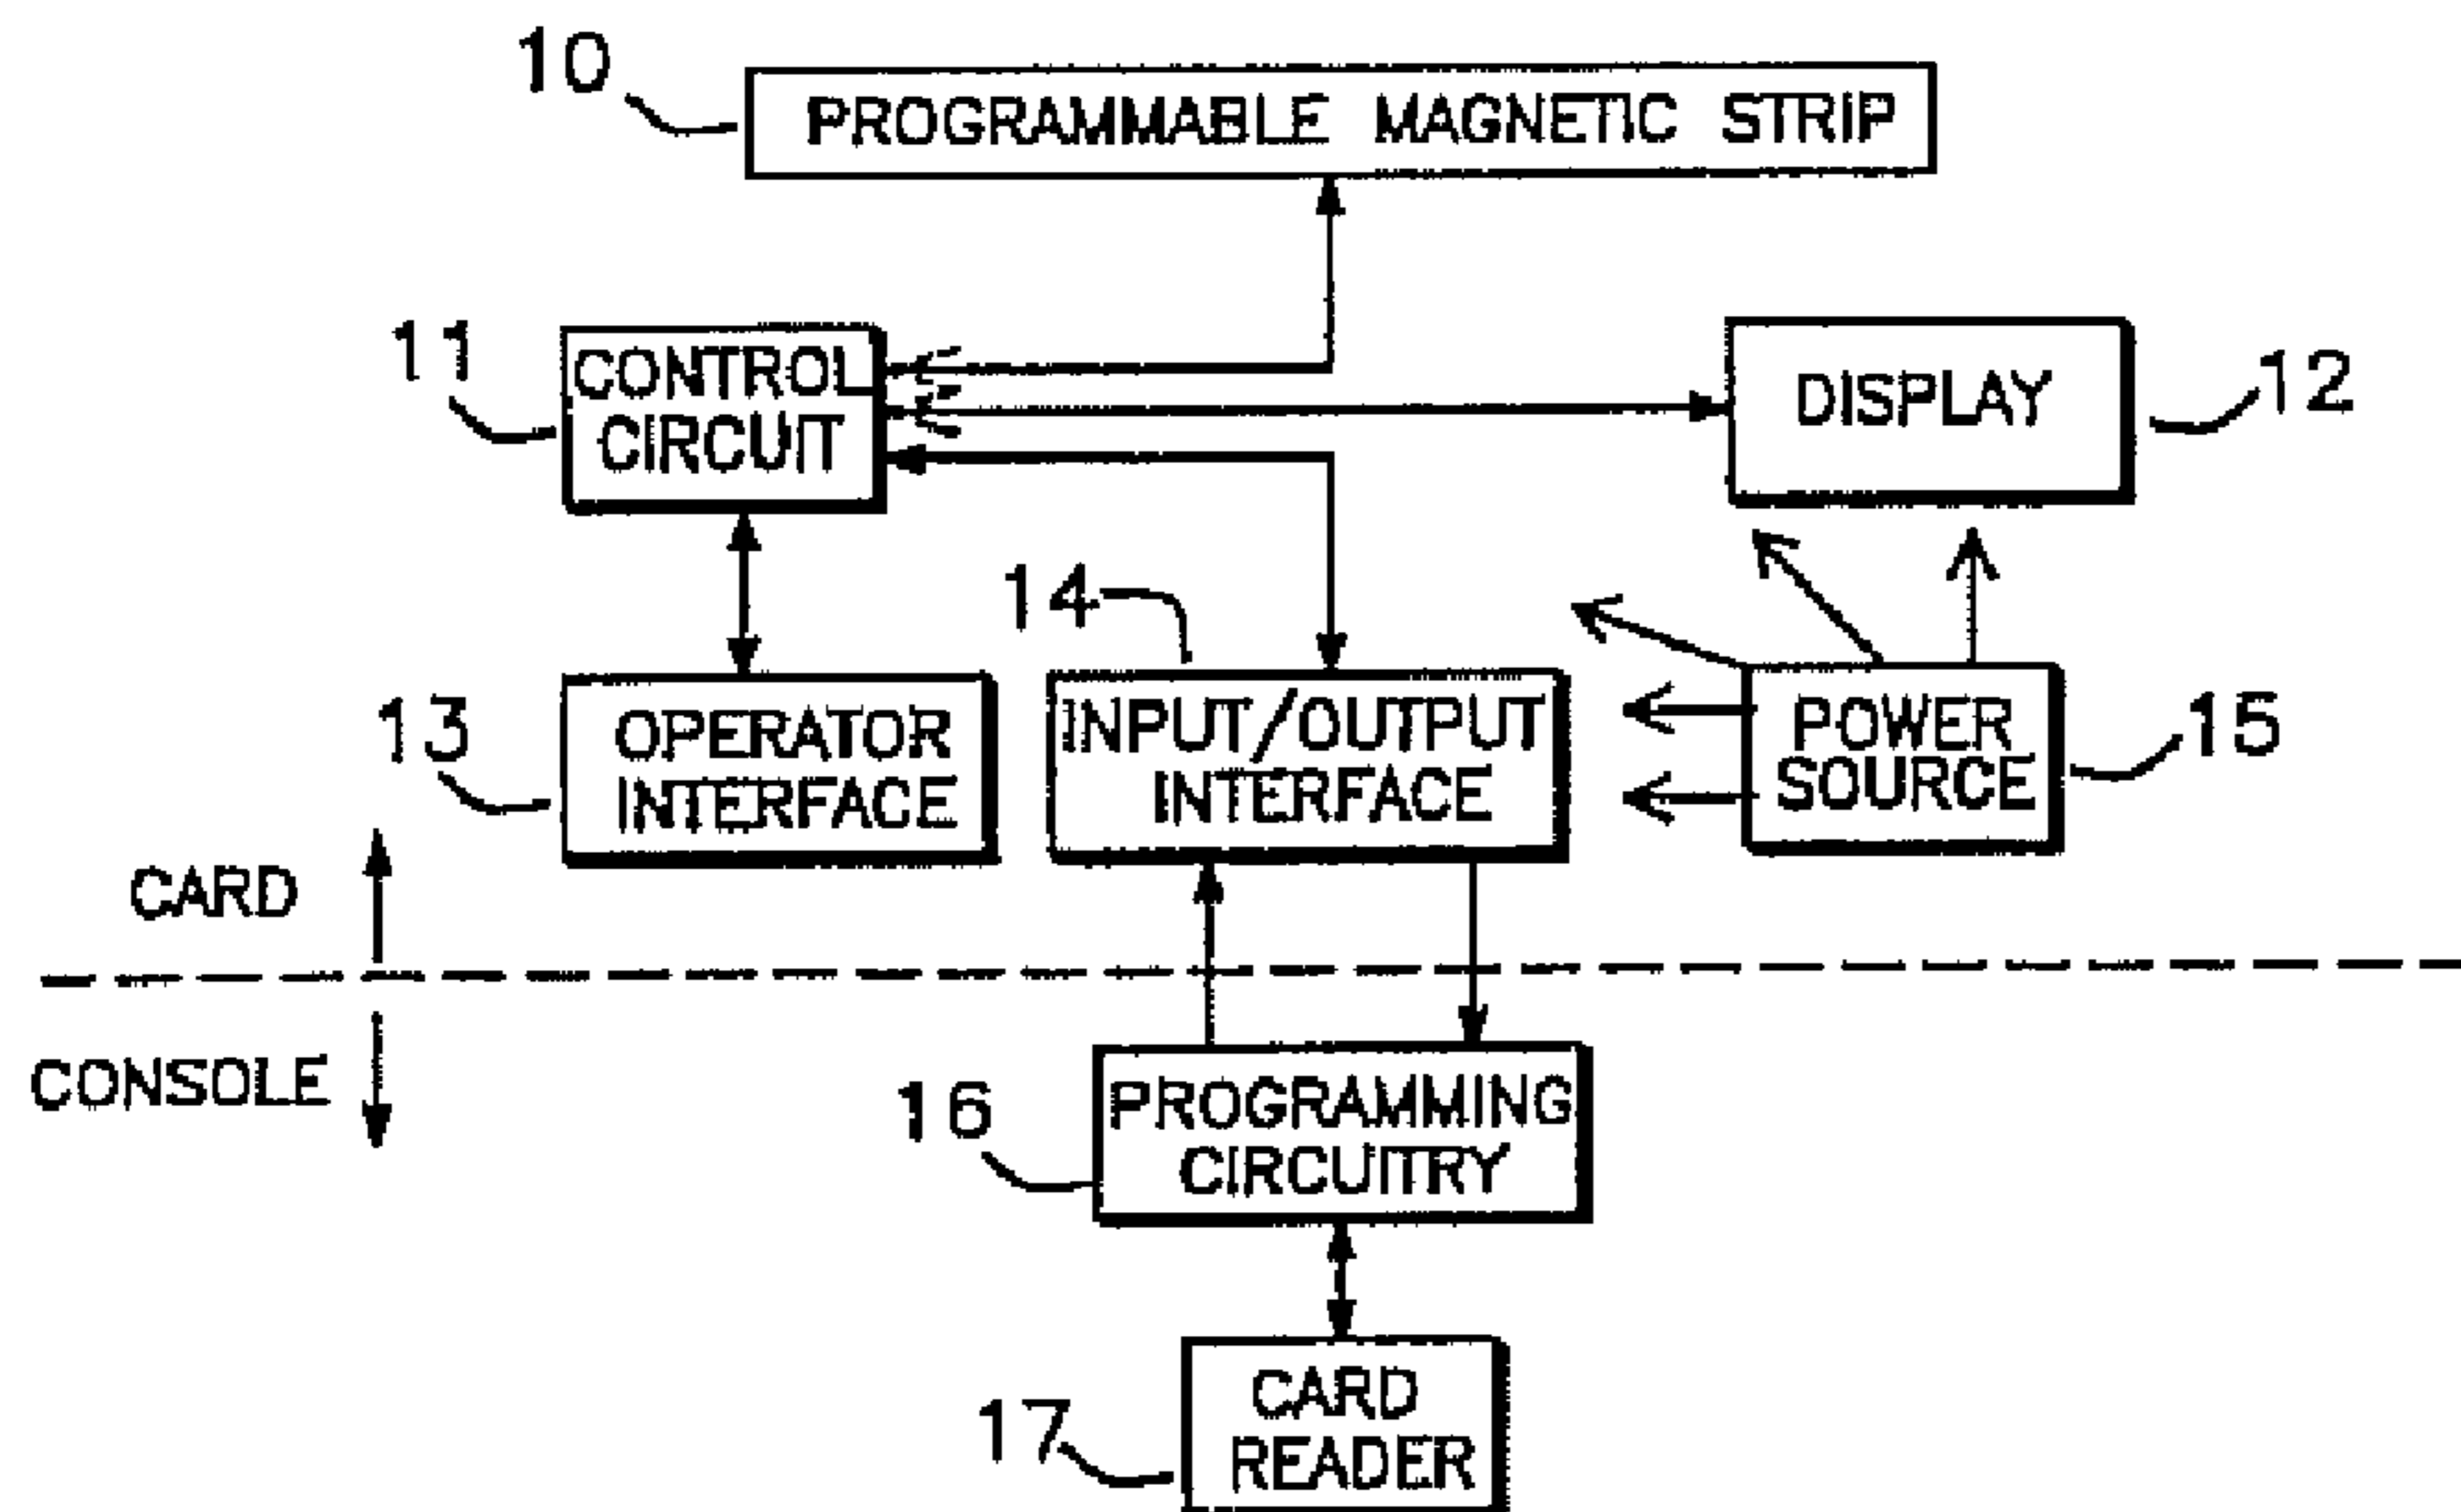 10
PROGRAMMABLE MAGNETIC STRIP
11
CONTROL
CIRCUIT
DISPLAY
12
14
13
OPERATOR
INTERFACE
INPUT/OUTPUT
INTERFACE
POWER
SOURCE
15
CARD
CONSOLE
16
PROGRAMMING
CIRCUITRY
17
CARD
READER